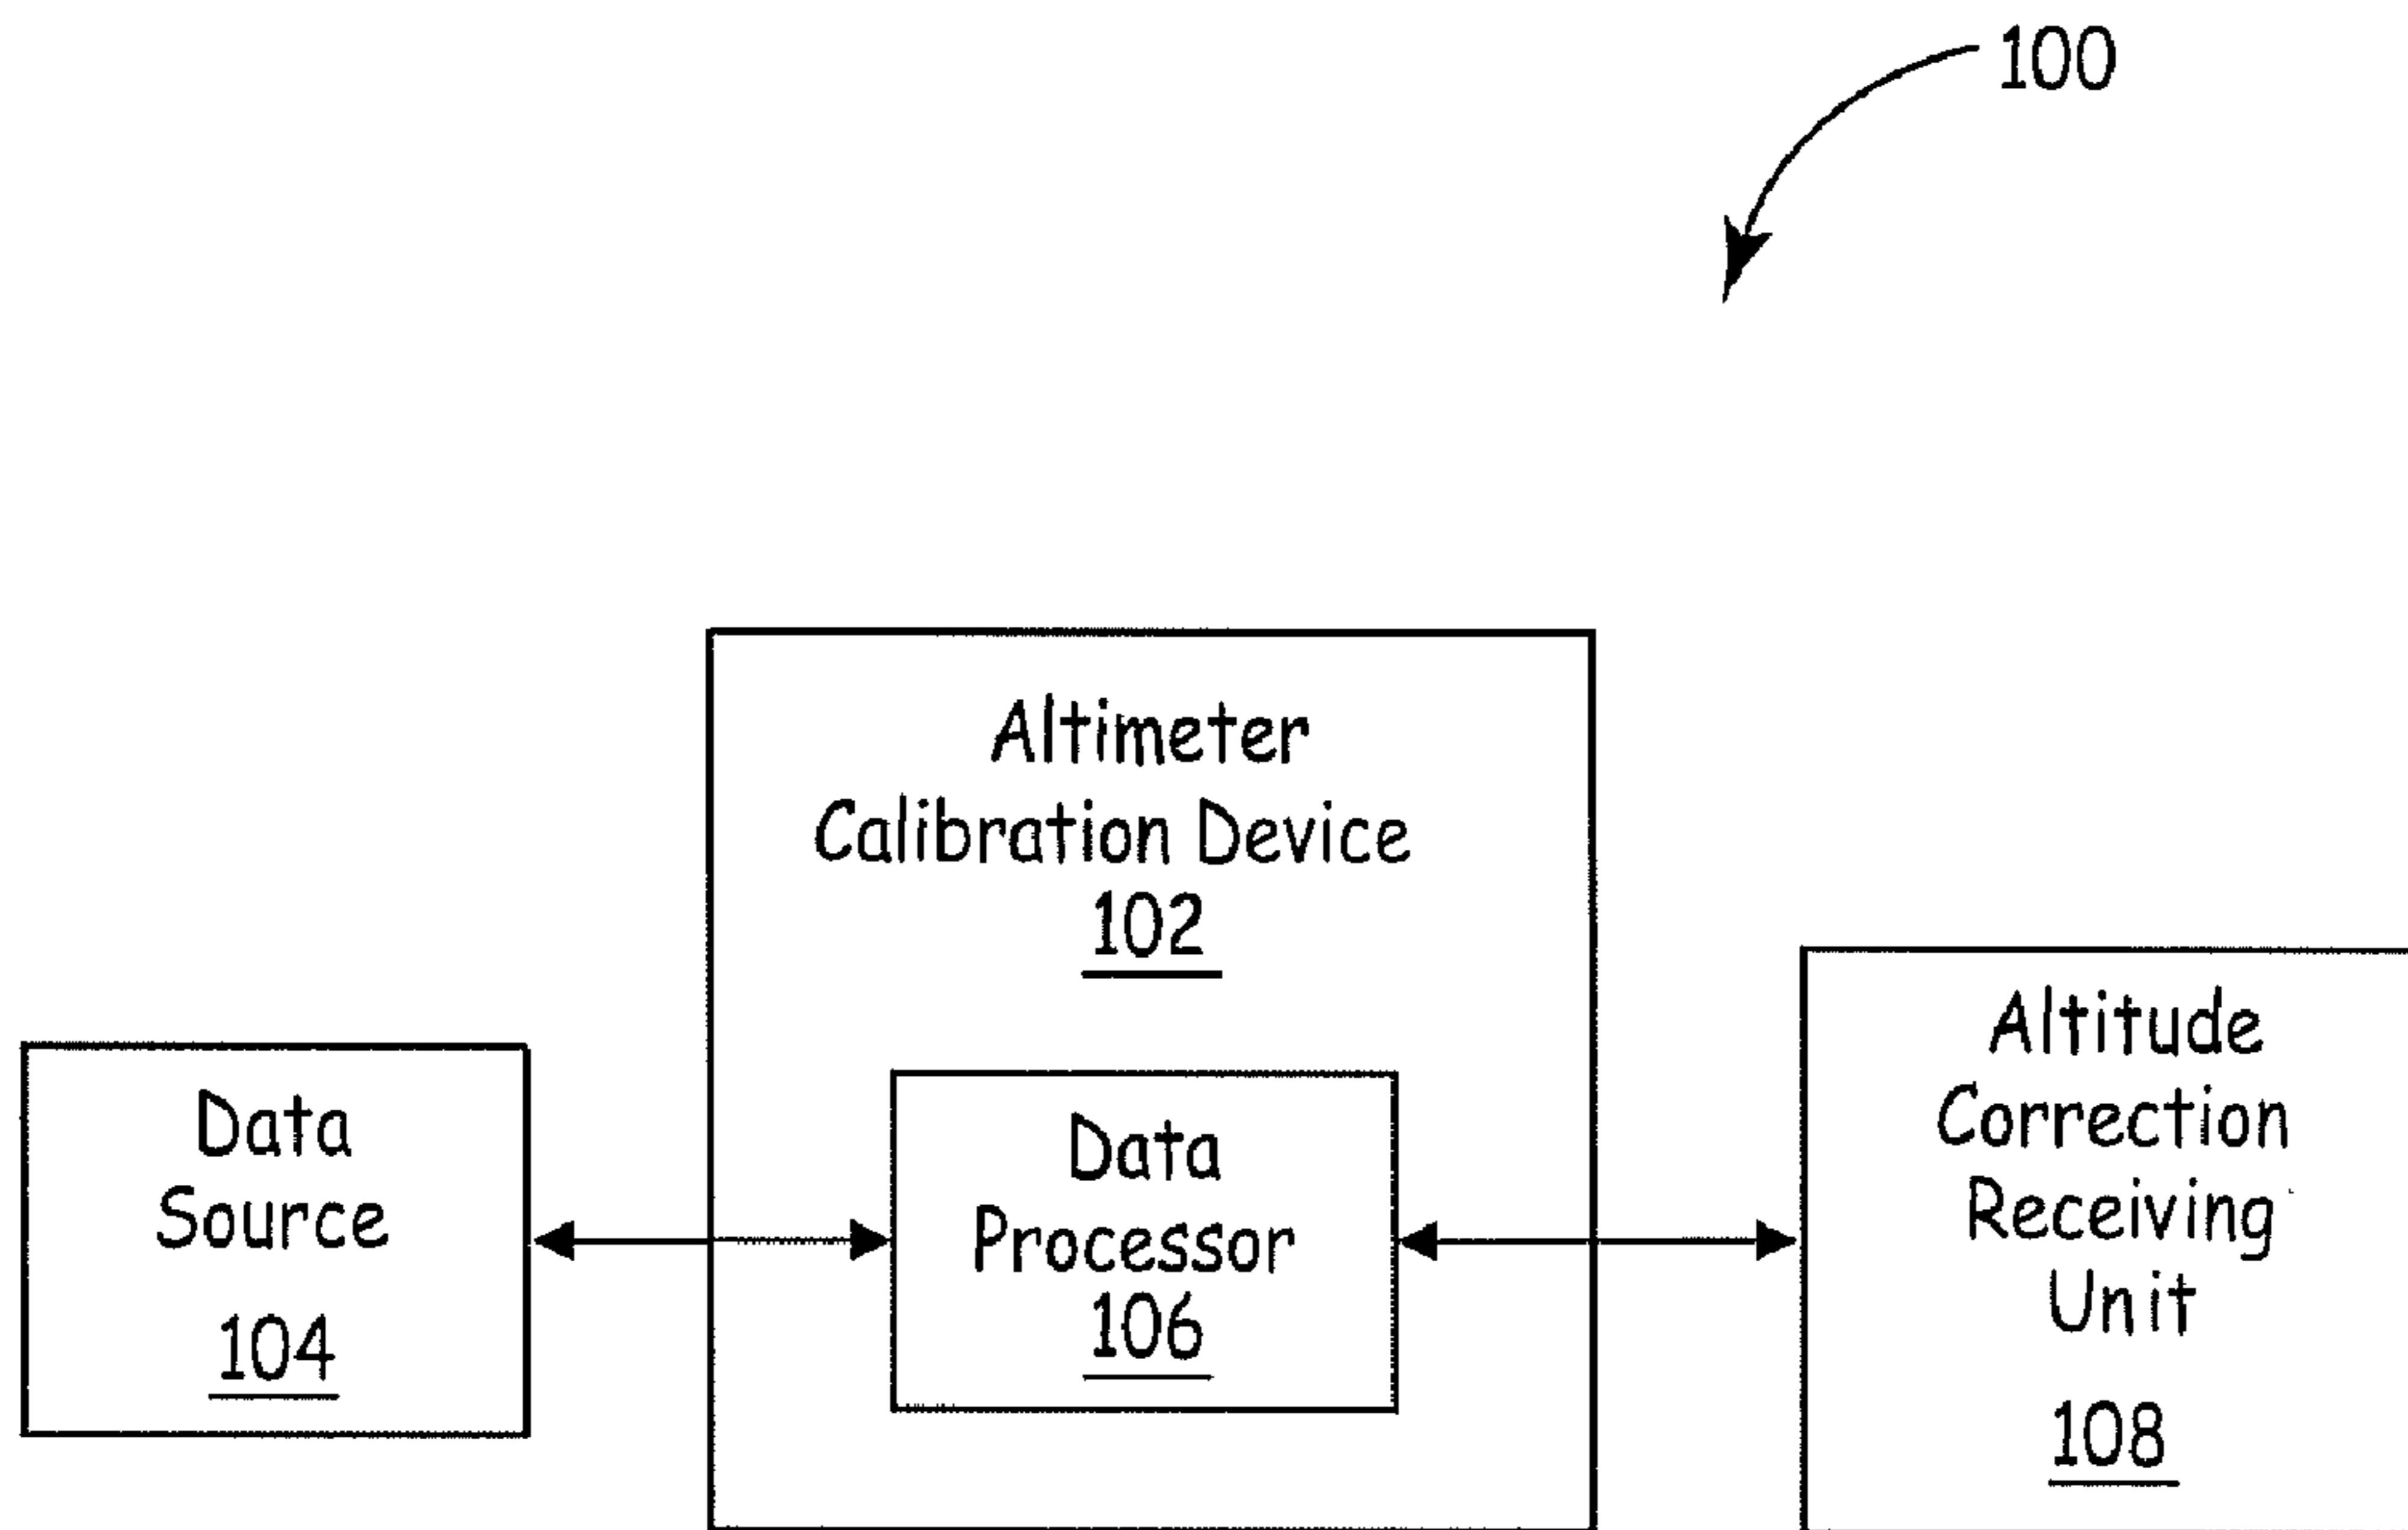 100
Altimeter
Calibration Device
102
Data
Source
104
Data
Processor
106
Altitude
Correction
Receiving
Unit
108